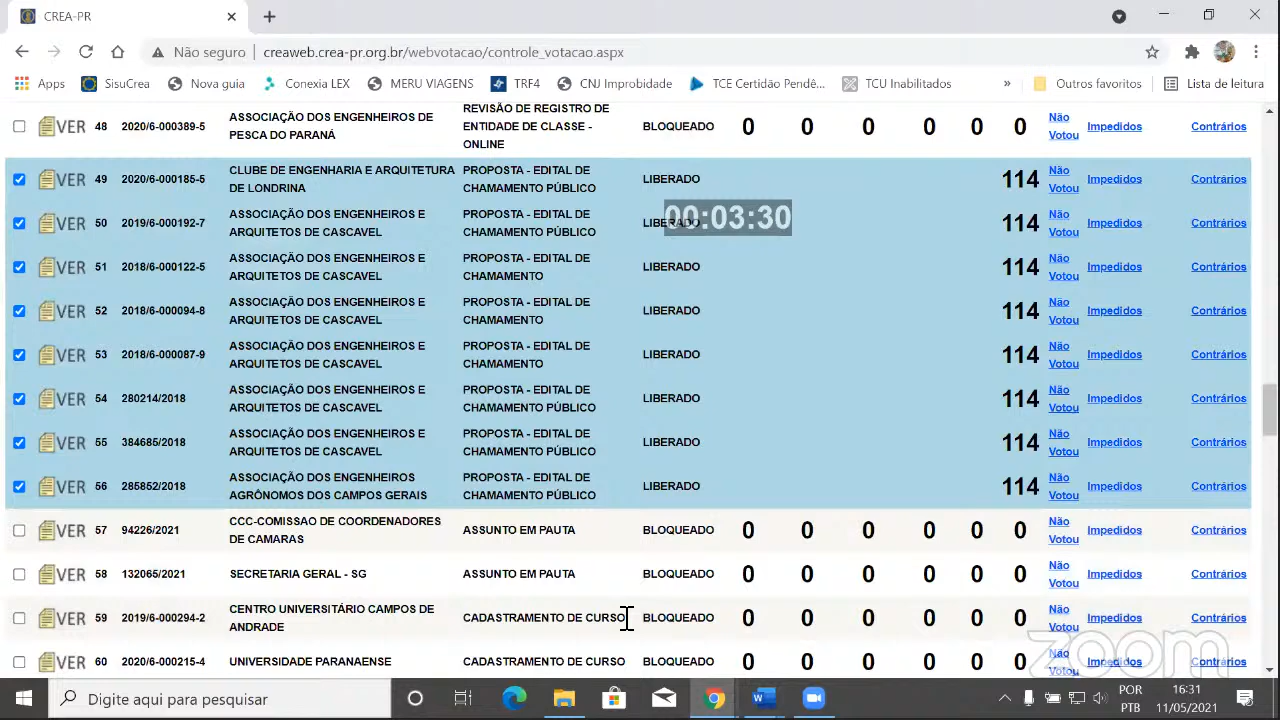 CREA-PR
Não seguro | creaweb.crea-pr.org.br/webvotacao/controle_votacao.aspx
Apps SisuCrea Nova guia Conexia LEX MERU VIAGENS TRF4 CNJ Improbidade TCE Certidão Pendê... TCU Inabilitados » Outros favoritos Lista de leitura
VER 48 2020/6-000389-5 ASSOCIAÇÃO DOS ENGENHEIROS DE PESCA DO PARANÁ REVISÃO DE REGISTRO DE ENTIDADE DE CLASSE - ONLINE BLOQUEADO 0 0 0 0 0 0 Não Votou Impedidos Contrários
VER 49 2020/6-000185-5 CLUBE DE ENGENHARIA E ARQUITETURA DE LONDRINA PROPOSTA - EDITAL DE CHAMAMENTO PÚBLICO LIBERADO 114 Não Votou Impedidos Contrários
VER 50 2019/6-000192-7 ASSOCIAÇÃO DOS ENGENHEIROS E ARQUITETOS DE CASCAVEL PROPOSTA - EDITAL DE CHAMAMENTO PÚBLICO LIBERADO 00:03:30 114 Não Votou Impedidos Contrários
VER 51 2018/6-000122-5 ASSOCIAÇÃO DOS ENGENHEIROS E ARQUITETOS DE CASCAVEL PROPOSTA - EDITAL DE CHAMAMENTO LIBERADO 114 Não Votou Impedidos Contrários
VER 52 2018/6-000094-8 ASSOCIAÇÃO DOS ENGENHEIROS E ARQUITETOS DE CASCAVEL PROPOSTA - EDITAL DE CHAMAMENTO LIBERADO 114 Não Votou Impedidos Contrários
VER 53 2018/6-000087-9 ASSOCIAÇÃO DOS ENGENHEIROS E ARQUITETOS DE CASCAVEL PROPOSTA - EDITAL DE CHAMAMENTO LIBERADO 114 Não Votou Impedidos Contrários
VER 54 280214/2018 ASSOCIAÇÃO DOS ENGENHEIROS E ARQUITETOS DE CASCAVEL PROPOSTA - EDITAL DE CHAMAMENTO PÚBLICO LIBERADO 114 Não Votou Impedidos Contrários
VER 55 384685/2018 ASSOCIAÇÃO DOS ENGENHEIROS E ARQUITETOS DE CASCAVEL PROPOSTA - EDITAL DE CHAMAMENTO PÚBLICO LIBERADO 114 Não Votou Impedidos Contrários
VER 56 285852/2018 ASSOCIAÇÃO DOS ENGENHEIROS AGRÔNOMOS DOS CAMPOS GERAIS PROPOSTA - EDITAL DE CHAMAMENTO PÚBLICO LIBERADO 114 Não Votou Impedidos Contrários
VER 57 94226/2021 CCC-COMISSAO DE COORDENADORES DE CAMARAS ASSUNTO EM PAUTA BLOQUEADO 0 0 0 0 0 0 Não Votou Impedidos Contrários
VER 58 132065/2021 SECRETARIA GERAL - SG ASSUNTO EM PAUTA BLOQUEADO 0 0 0 0 0 0 Não Votou Impedidos Contrários
VER 59 2019/6-000294-2 CENTRO UNIVERSITÁRIO CAMPOS DE ANDRADE CADASTRAMENTO DE CURSO BLOQUEADO 0 0 0 0 0 0 Não Votou Impedidos Contrários
VER 60 2020/6-000215-4 UNIVERSIDADE PARANAENSE CADASTRAMENTO DE CURSO BLOQUEADO 0 0 0 0 0 0 Não Votou Impedidos Contrários
zoom
Digite aqui para pesquisar
POR 16:31
PTB 11/05/2021